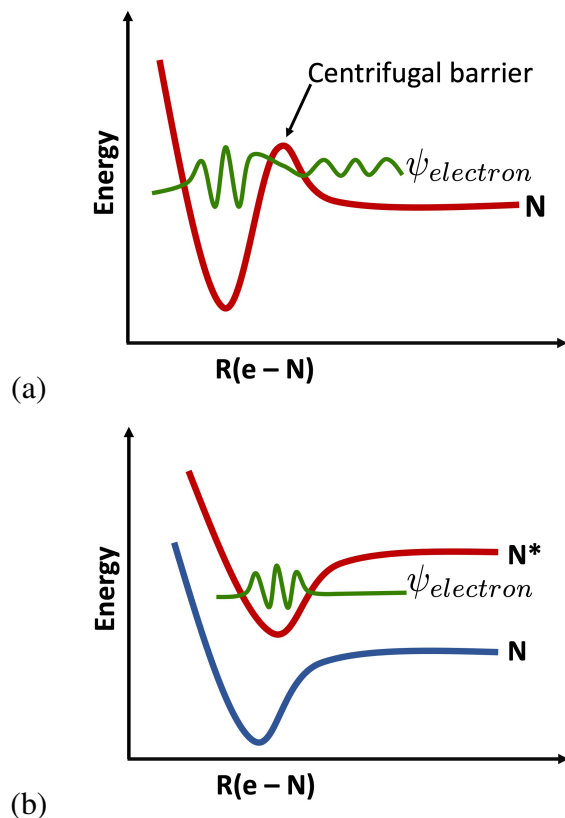 Centrifugal barrier
Energy
ψelectron
N
R(e – N)
(a)
N*
ψelectron
Energy
N
R(e – N)
(b)